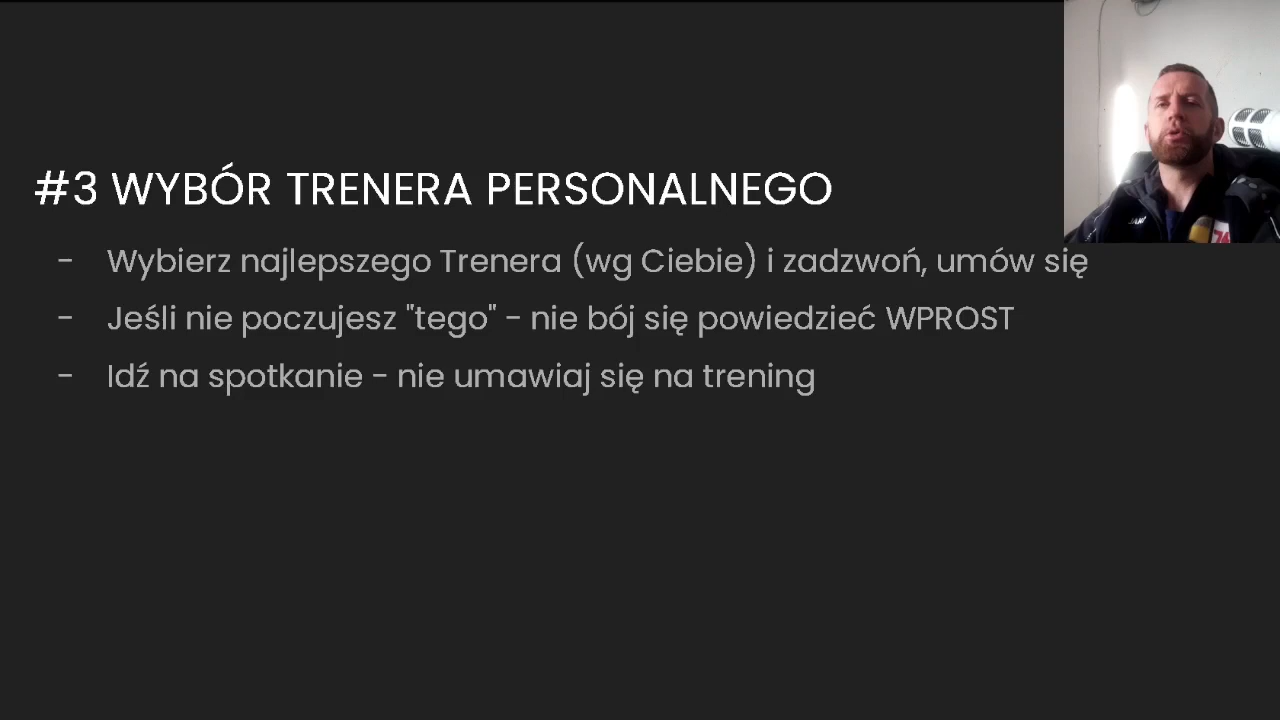 #3 WYBÓR TRENERA PERSONALNEGO
- Wybierz najlepszego Trenera (wg Ciebie) i zadzwoń, umów się
- Jeśli nie poczujesz "tego" - nie bój się powiedzieć WPROST
- Idź na spotkanie - nie umawiaj się na trening